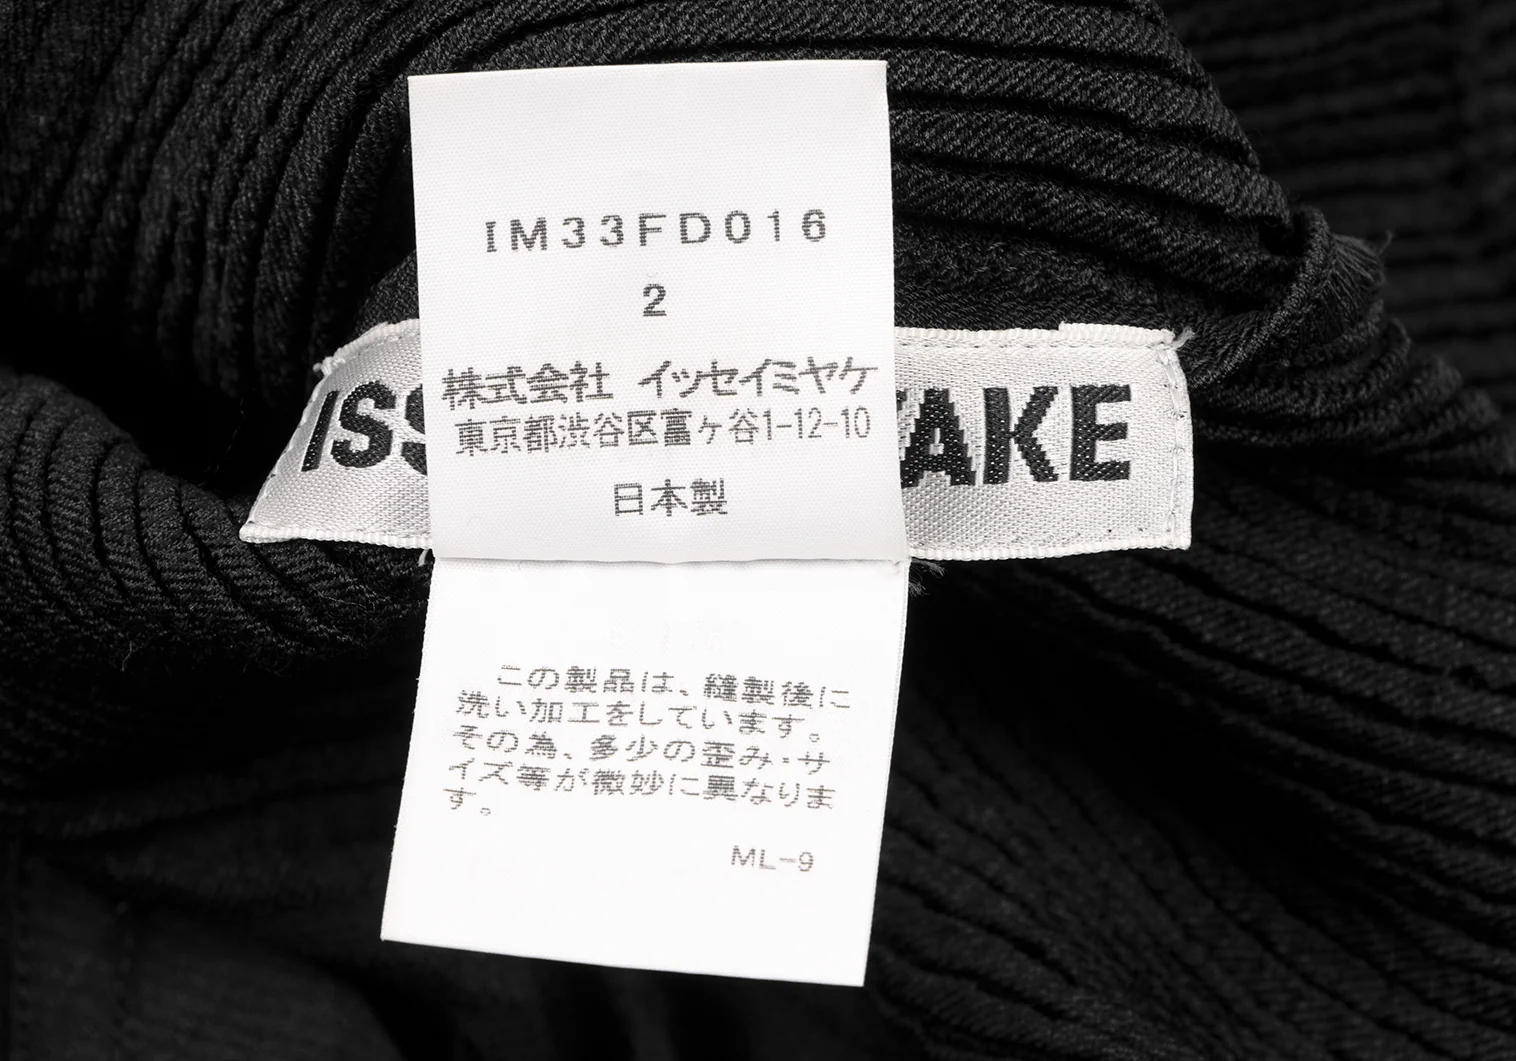 IM33FD016
2
株式会社 イッセイミヤケ
東京都渋谷区富ヶ谷1-12-10
日本製
ISS
AKE
この製品は、縫製後に
洗い加工をしています。
その為、多少の歪み・サ
イズ等が微妙に異なりま
す。
ML-9